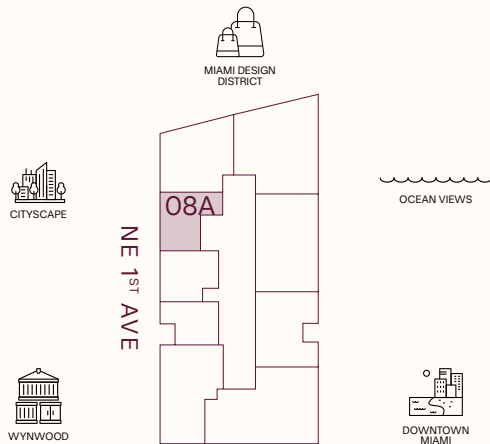 MIAMI DESIGN
DISTRICT
CITYSCAPE
OCEAN VIEWS
08A
NE 1ST AVE
WYNWOOD
DOWNTOWN
MIAMI